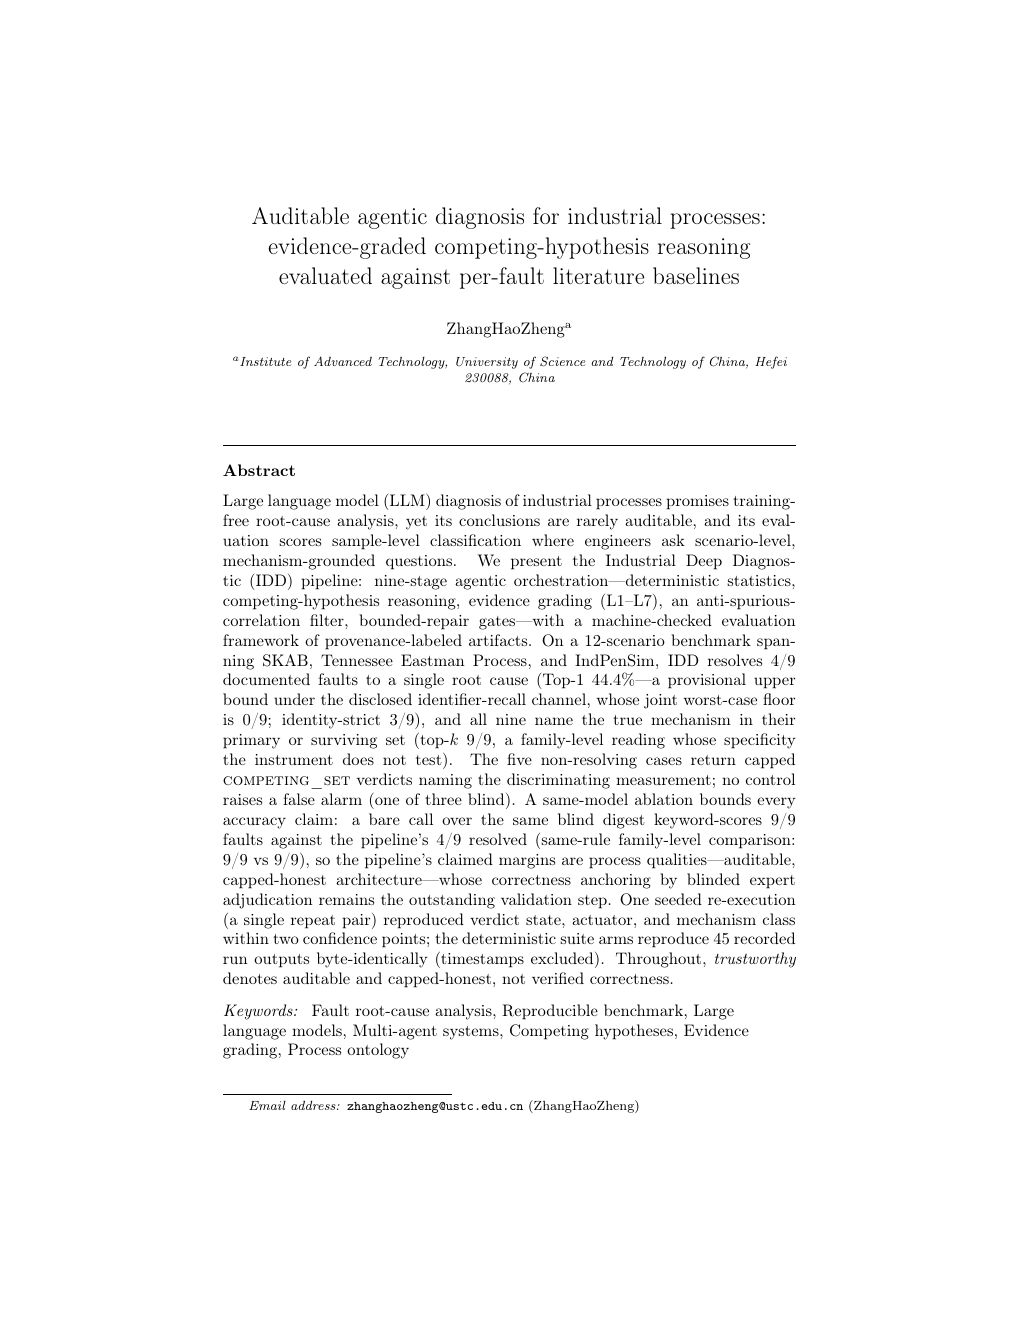 Auditable agentic diagnosis for industrial processes:
evidence-graded competing-hypothesis reasoning
evaluated against per-fault literature baselines
ZhangHaoZhengᵃ
ᵃInstitute of Advanced Technology, University of Science and Technology of China, Hefei
230088, China
Abstract
Large language model (LLM) diagnosis of industrial processes promises training-
free root-cause analysis, yet its conclusions are rarely auditable, and its eval-
uation scores sample-level classification where engineers ask scenario-level,
mechanism-grounded questions. We present the Industrial Deep Diagnos-
tic (IDD) pipeline: nine-stage agentic orchestration—deterministic statistics,
competing-hypothesis reasoning, evidence grading (L1–L7), an anti-spurious-
correlation filter, bounded-repair gates—with a machine-checked evaluation
framework of provenance-labeled artifacts. On a 12-scenario benchmark span-
ning SKAB, Tennessee Eastman Process, and IndPenSim, IDD resolves 4/9
documented faults to a single root cause (Top-1 44.4%—a provisional upper
bound under the disclosed identifier-recall channel, whose joint worst-case floor
is 0/9; identity-strict 3/9), and all nine name the true mechanism in their
primary or surviving set (top-k 9/9, a family-level reading whose specificity
the instrument does not test). The five non-resolving cases return capped
COMPETING_SET verdicts naming the discriminating measurement; no control
raises a false alarm (one of three blind). A same-model ablation bounds every
accuracy claim: a bare call over the same blind digest keyword-scores 9/9
faults against the pipeline's 4/9 resolved (same-rule family-level comparison:
9/9 vs 9/9), so the pipeline's claimed margins are process qualities—auditable,
capped-honest architecture—whose correctness anchoring by blinded expert
adjudication remains the outstanding validation step. One seeded re-execution
(a single repeat pair) reproduced verdict state, actuator, and mechanism class
within two confidence points; the deterministic suite arms reproduce 45 recorded
run outputs byte-identically (timestamps excluded). Throughout, trustworthy
denotes auditable and capped-honest, not verified correctness.
Keywords: Fault root-cause analysis, Reproducible benchmark, Large
language models, Multi-agent systems, Competing hypotheses, Evidence
grading, Process ontology
Email address: zhanghaozheng@ustc.edu.cn (ZhangHaoZheng)